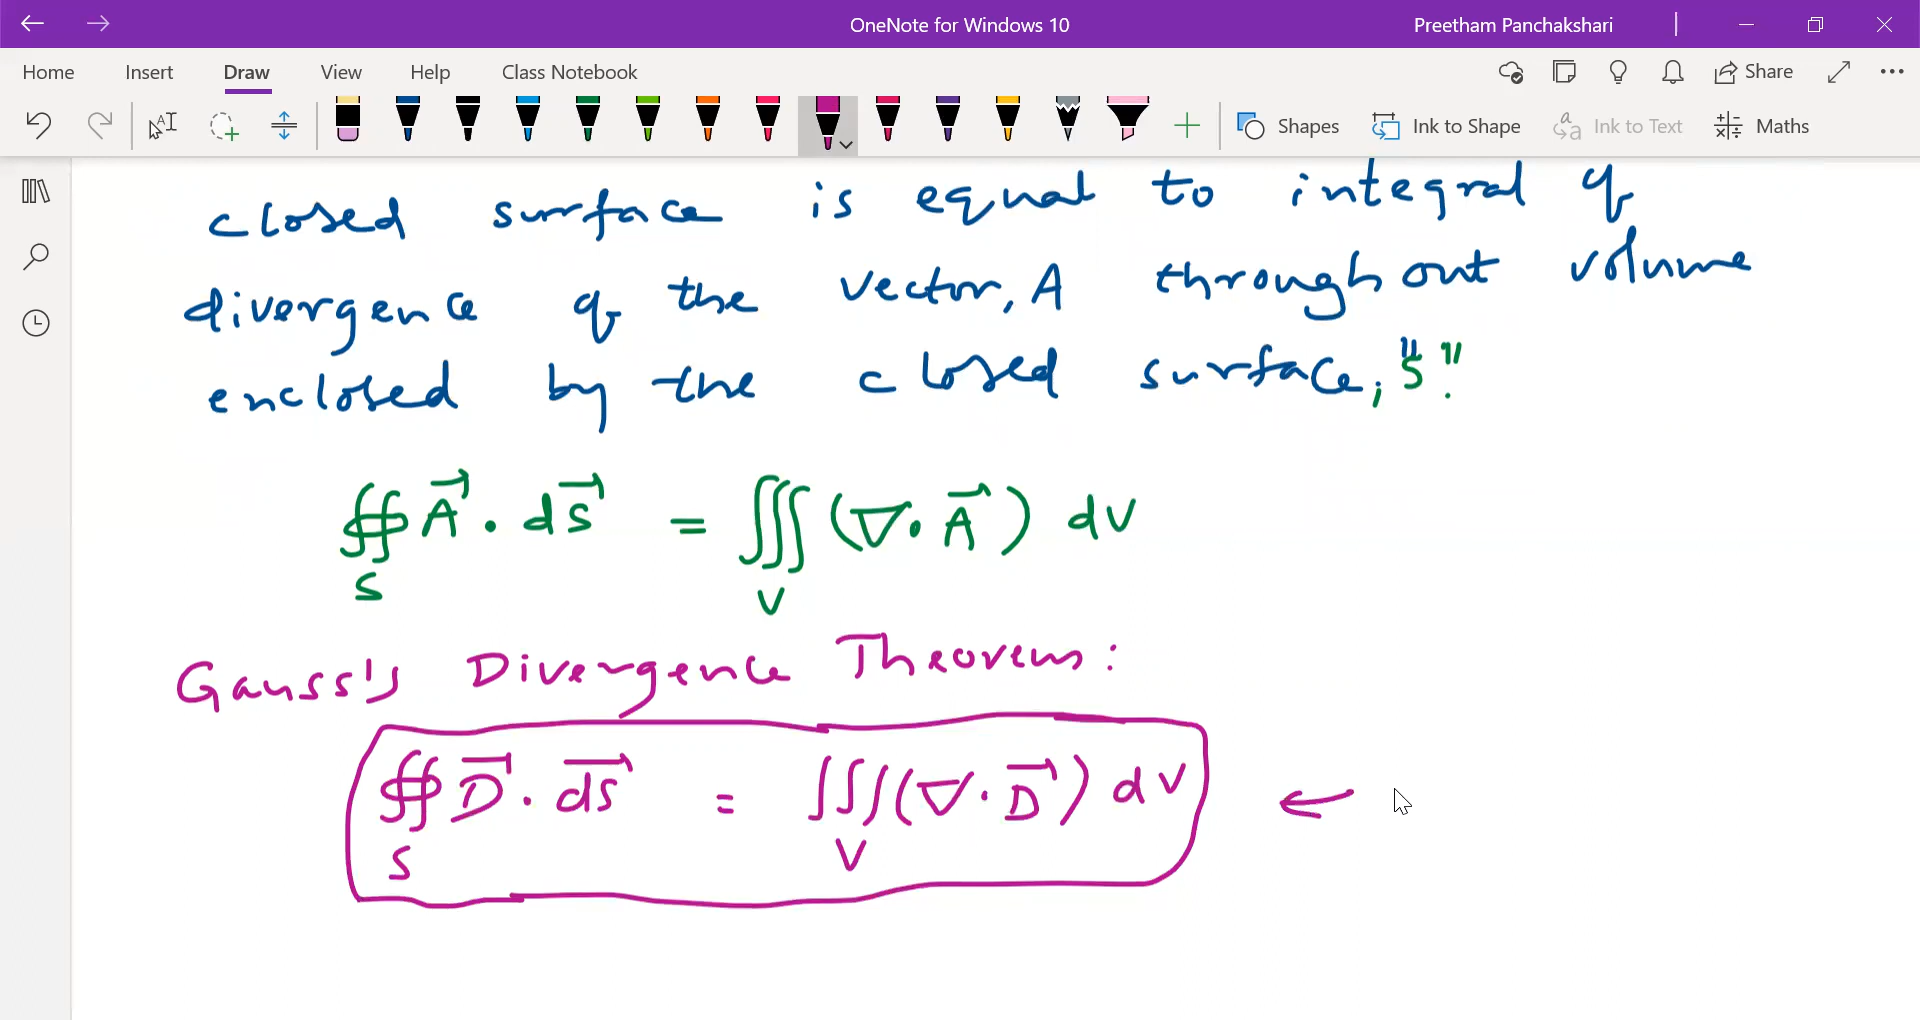 OneNote for Windows 10
Preetham Panchakshari
Home Insert Draw View Help Class Notebook
Share
Shapes Ink to Shape Ink to Text Maths
closed surface is equal to integral of
divergence of the vector, A throughout volume
enclosed by the closed surface, "S".
∯ A⃗ · dS⃗ = ∭ (∇· A⃗ ) dV
S V
Gauss's Divergence Theorem:
∯ D⃗ · ds⃗ = ∭ (∇· D⃗ ) dV ←
S V